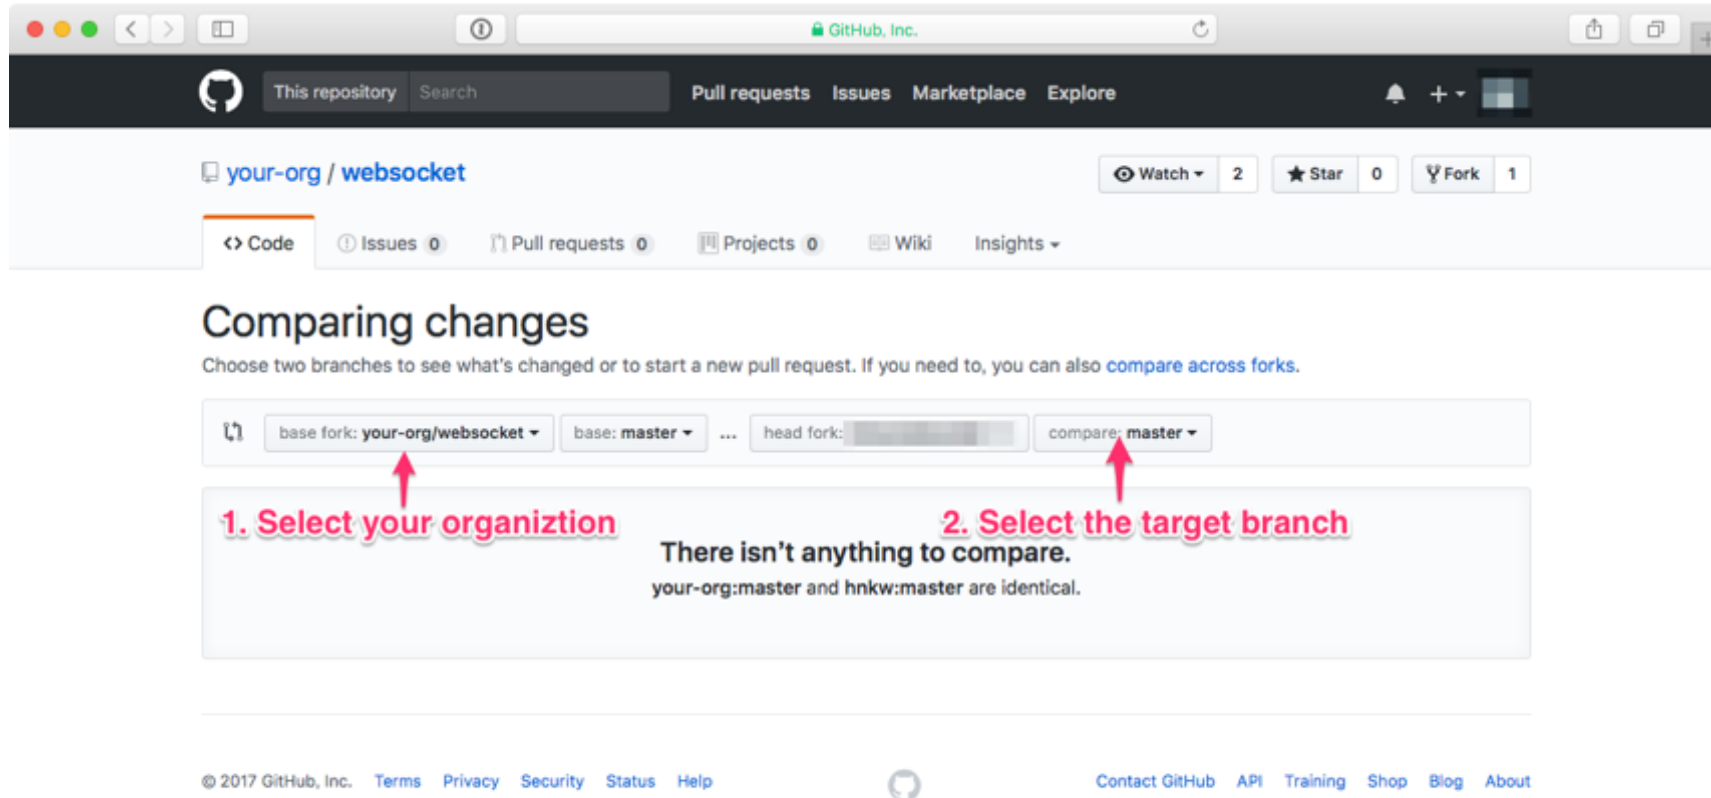 GitHub, Inc.
This repository Search Pull requests Issues Marketplace Explore
your-org / websocket Watch 2 Star 0 Fork 1
Code Issues 0 Pull requests 0 Projects 0 Wiki Insights
Comparing changes
Choose two branches to see what's changed or to start a new pull request. If you need to, you can also compare across forks.
base fork: your-org/websocket base: master ... head fork: compare: master
1. Select your organiztion 2. Select the target branch
There isn't anything to compare.
your-org:master and hnkw:master are identical.
© 2017 GitHub, Inc. Terms Privacy Security Status Help Contact GitHub API Training Shop Blog About